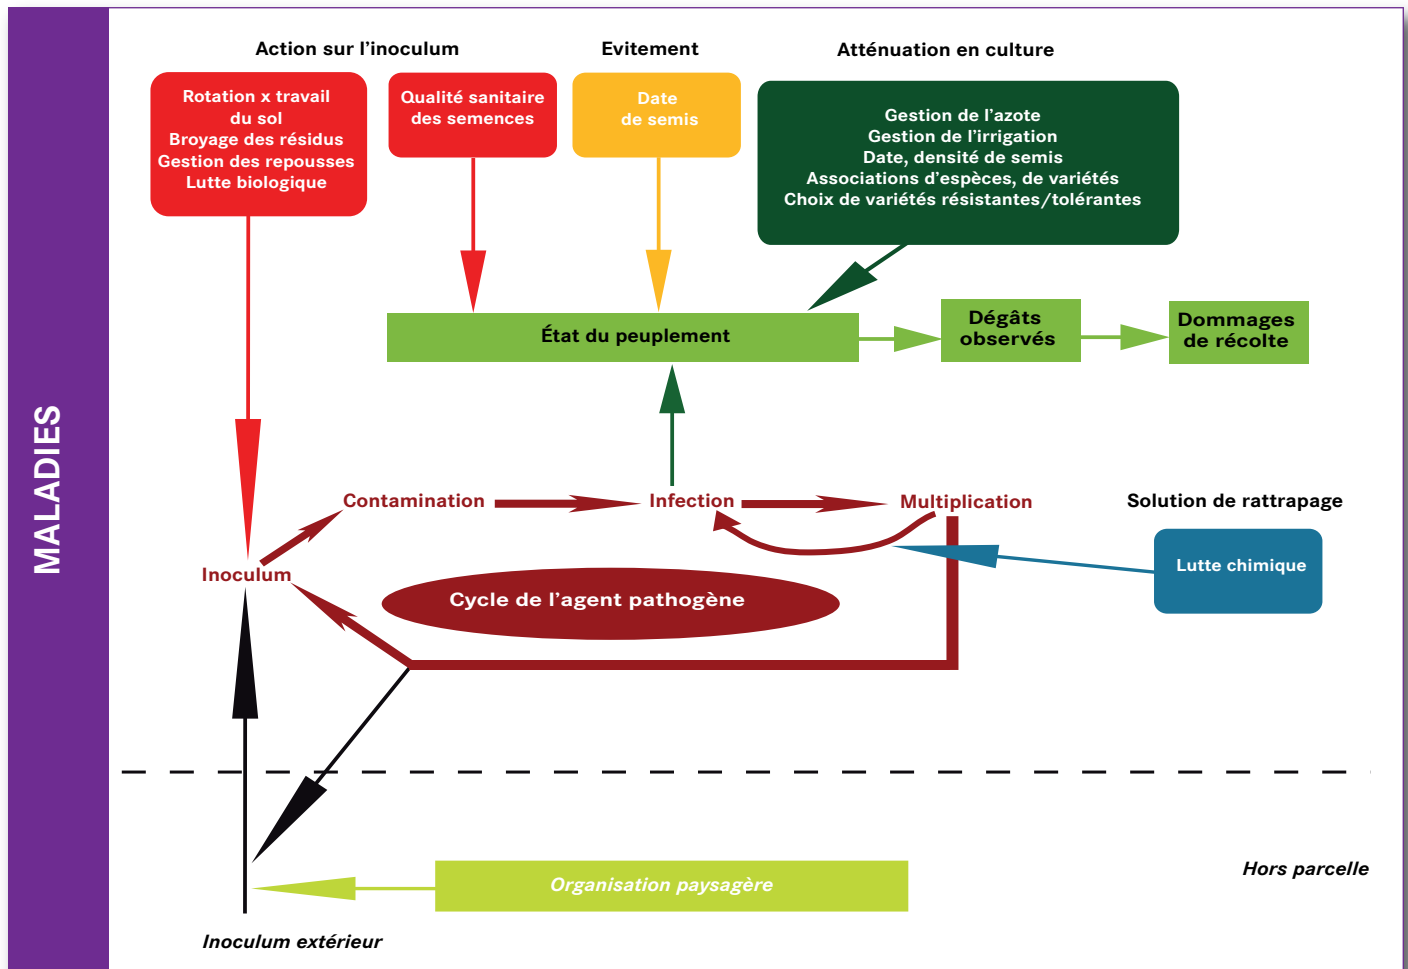 MALADIES
Action sur l’inoculum
Evitement
Atténuation en culture
Rotation x travail
du sol
Broyage des résidus
Gestion des repousses
Lutte biologique
Qualité sanitaire
des semences
Date
de semis
Gestion de l’azote
Gestion de l’irrigation
Date, densité de semis
Associations d’espèces, de variétés
Choix de variétés résistantes/tolérantes
État du peuplement
Dégâts
observés
Dommages
de récolte
Contamination
Infection
Multiplication
Solution de rattrapage
Inoculum
Lutte chimique
Cycle de l’agent pathogène
Hors parcelle
Organisation paysagère
Inoculum extérieur